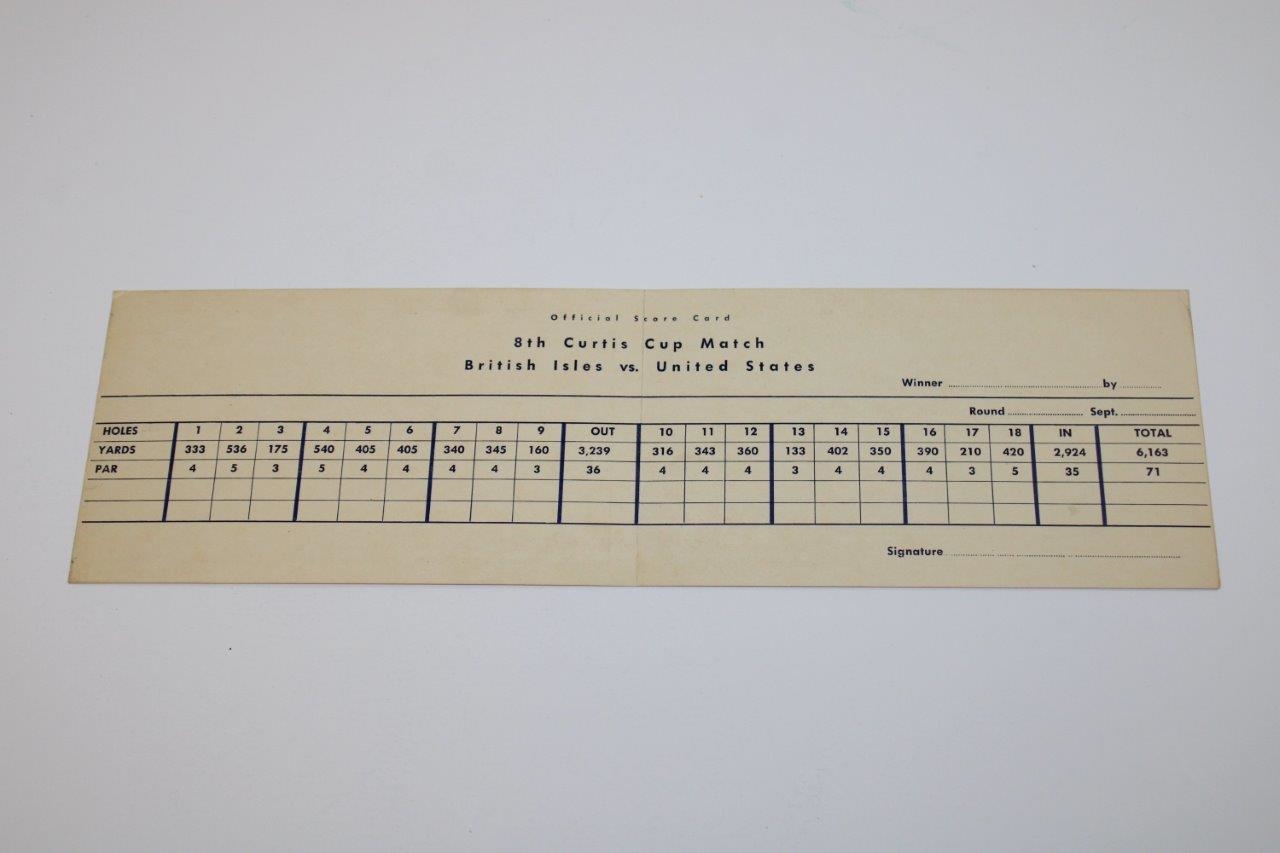 Official Score Card
8th Curtis Cup Match
British Isles vs. United States
Winner by
Round Sept.
HOLES 1 2 3 4 5 6 7 8 9 OUT 10 11 12 13 14 15 16 17 18 IN TOTAL
YARDS 333 536 175 540 405 405 340 345 160 3,239 316 343 360 133 402 350 390 210 420 2,924 6,163
PAR 4 5 3 5 4 4 4 4 3 36 4 4 4 3 4 4 4 3 5 35 71
Signature